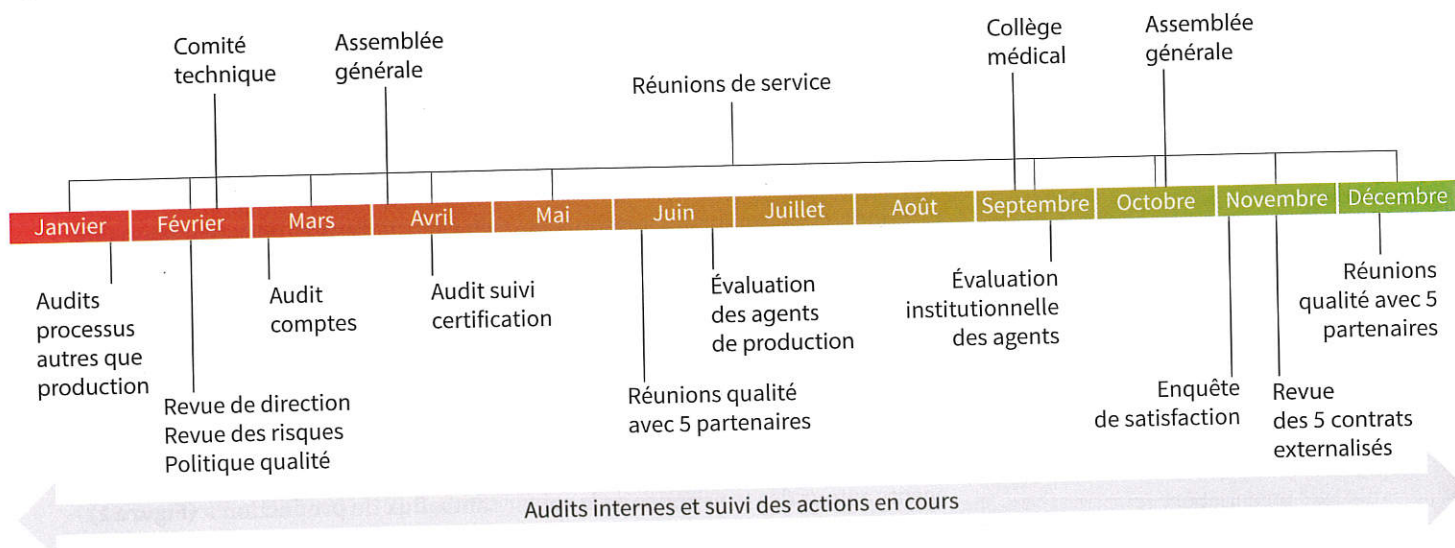 Comité
technique
Assemblée
générale
Réunions de service
Collège
médical
Assemblée
générale
Janvier
Février
Mars
Avril
Mai
Juin
Juillet
Août
Septembre
Octobre
Novembre
Décembre
Audits
processus
autres que
production
Revue de direction
Revue des risques
Politique qualité
Audit
comptes
Audit suivi
certification
Réunions qualité
avec 5 partenaires
Évaluation
des agents
de production
Évaluation
institutionnelle
des agents
Enquête
de satisfaction
Revue
des 5 contrats
externalisés
Réunions
qualité avec 5
partenaires
Audits internes et suivi des actions en cours